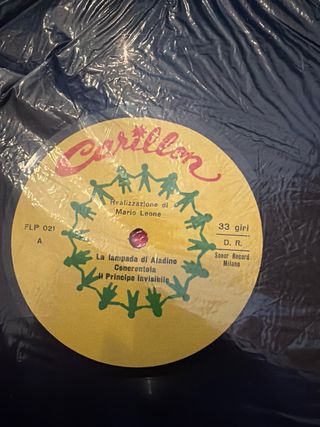 Carillon
Realizzazione di
Mario Leone
FLP 021
A
33 giri
D. R.
Soner Record
Milano
La lampada di Aladino
Cenerentola
Il Principe Invisibile